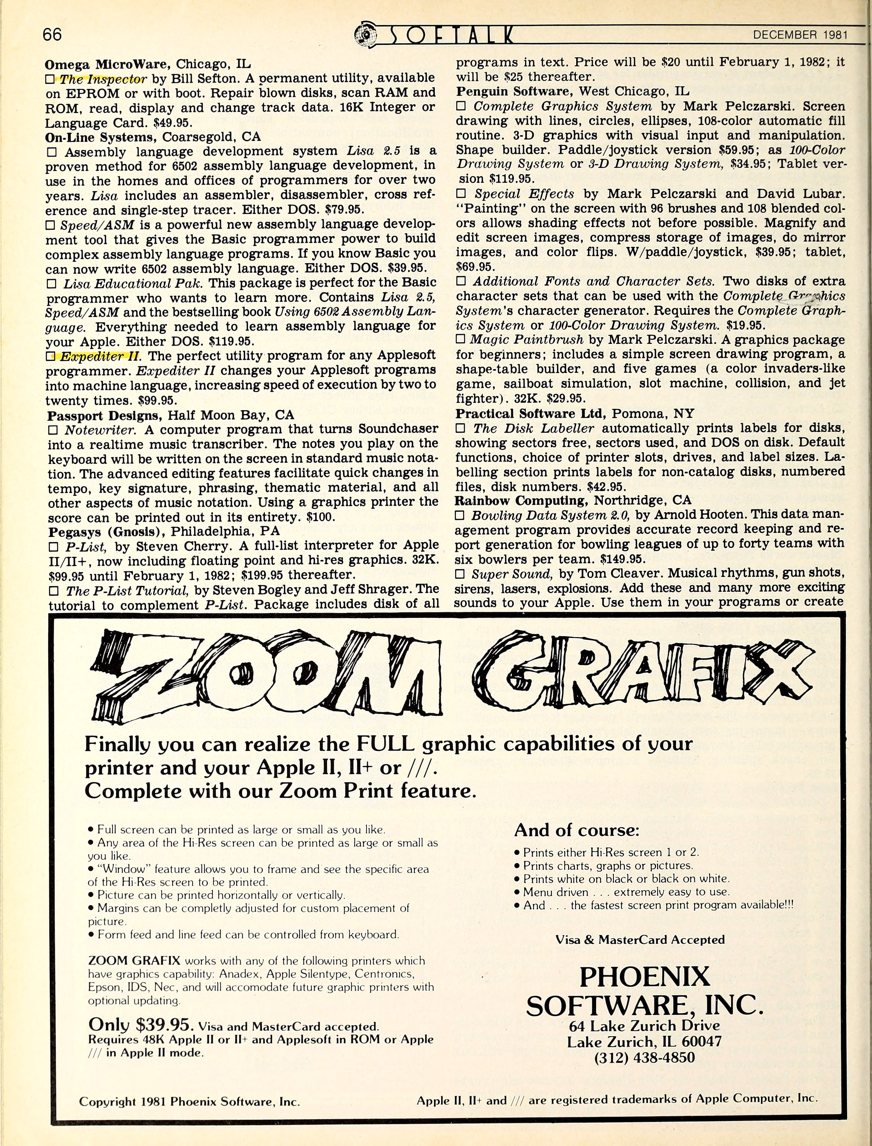 66
SOFTALK
DECEMBER 1981
Omega MicroWare, Chicago, IL
□ The Inspector by Bill Sefton. A permanent utility, available
on EPROM or with boot. Repair blown disks, scan RAM and
ROM, read, display and change track data. 16K Integer or
Language Card. $49.95.
On-Line Systems, Coarsegold, CA
□ Assembly language development system Lisa 2.5 is a
proven method for 6502 assembly language development, in
use in the homes and offices of programmers for over two
years. Lisa includes an assembler, disassembler, cross ref-
erence and single-step tracer. Either DOS. $79.95.
□ Speed/ASM is a powerful new assembly language develop-
ment tool that gives the Basic programmer power to build
complex assembly language programs. If you know Basic you
can now write 6502 assembly language. Either DOS. $39.95.
□ Lisa Educational Pak. This package is perfect for the Basic
programmer who wants to learn more. Contains Lisa 2.5,
Speed/ASM and the bestselling book Using 6502 Assembly Lan-
guage. Everything needed to learn assembly language for
your Apple. Either DOS. $119.95.
□ Expediter II. The perfect utility program for any Applesoft
programmer. Expediter II changes your Applesoft programs
into machine language, increasing speed of execution by two to
twenty times. $99.95.
Passport Designs, Half Moon Bay, CA
□ Notewriter. A computer program that turns Soundchaser
into a realtime music transcriber. The notes you play on the
keyboard will be written on the screen in standard music nota-
tion. The advanced editing features facilitate quick changes in
tempo, key signature, phrasing, thematic material, and all
other aspects of music notation. Using a graphics printer the
score can be printed out in its entirety. $100.
Pegasys (Gnosis), Philadelphia, PA
□ P-List, by Steven Cherry. A full-list interpreter for Apple
II/II+, now including floating point and hi-res graphics. 32K.
$99.95 until February 1, 1982; $199.95 thereafter.
□ The P-List Tutorial, by Steven Bogley and Jeff Shrager. The
tutorial to complement P-List. Package includes disk of all
programs in text. Price will be $20 until February 1, 1982; it
will be $25 thereafter.
Penguin Software, West Chicago, IL
□ Complete Graphics System by Mark Pelczarski. Screen
drawing with lines, circles, ellipses, 108-color automatic fill
routine. 3-D graphics with visual input and manipulation.
Shape builder. Paddle/joystick version $59.95; as 100-Color
Drawing System or 3-D Drawing System, $34.95; Tablet ver-
sion $119.95.
□ Special Effects by Mark Pelczarski and David Lubar.
"Painting" on the screen with 96 brushes and 108 blended col-
ors allows shading effects not before possible. Magnify and
edit screen images, compress storage of images, do mirror
images, and color flips. W/paddle/joystick, $39.95; tablet,
$69.95.
□ Additional Fonts and Character Sets. Two disks of extra
character sets that can be used with the Complete Graphics
System's character generator. Requires the Complete Graph-
ics System or 100-Color Drawing System. $19.95.
□ Magic Paintbrush by Mark Pelczarski. A graphics package
for beginners; includes a simple screen drawing program, a
shape-table builder, and five games (a color invaders-like
game, sailboat simulation, slot machine, collision, and jet
fighter). 32K. $29.95.
Practical Software Ltd, Pomona, NY
□ The Disk Labeller automatically prints labels for disks,
showing sectors free, sectors used, and DOS on disk. Default
functions, choice of printer slots, drives, and label sizes. La-
belling section prints labels for non-catalog disks, numbered
files, disk numbers. $42.95.
Rainbow Computing, Northridge, CA
□ Bowling Data System 2.0, by Arnold Hooten. This data man-
agement program provides accurate record keeping and re-
port generation for bowling leagues of up to forty teams with
six bowlers per team. $149.95.
□ Super Sound, by Tom Cleaver. Musical rhythms, gun shots,
sirens, lasers, explosions. Add these and many more exciting
sounds to your Apple. Use them in your programs or create
ZOOM GRAFIX
Finally you can realize the FULL graphic capabilities of your
printer and your Apple II, II+ or ///.
Complete with our Zoom Print feature.
• Full screen can be printed as large or small as you like.
• Any area of the Hi-Res screen can be printed as large or small as
you like.
• "Window" feature allows you to frame and see the specific area
of the Hi-Res screen to be printed.
• Picture can be printed horizontally or vertically.
• Margins can be completly adjusted for custom placement of
picture.
• Form feed and line feed can be controlled from keyboard.
ZOOM GRAFIX works with any of the following printers which
have graphics capability: Anadex, Apple Silentype, Centronics,
Epson, IDS, Nec, and will accomodate future graphic printers with
optional updating.
Only $39.95. Visa and MasterCard accepted.
Requires 48K Apple II or II+ and Applesoft in ROM or Apple
/// in Apple II mode.
And of course:
• Prints either Hi-Res screen 1 or 2.
• Prints charts, graphs or pictures.
• Prints white on black or black on white.
• Menu driven . . . extremely easy to use.
• And . . . the fastest screen print program available!!!
Visa & MasterCard Accepted
PHOENIX
SOFTWARE, INC.
64 Lake Zurich Drive
Lake Zurich, IL 60047
(312) 438-4850
Copyright 1981 Phoenix Software, Inc.
Apple II, II+ and /// are registered trademarks of Apple Computer, Inc.